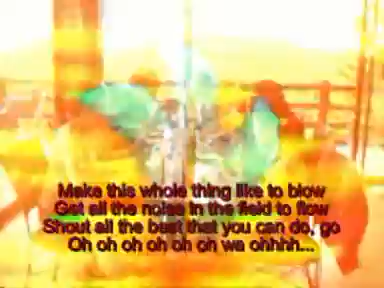 Make this whole thing like to blow
Get all the noise in the field to flow
Shout all the best that you can do, go
Oh oh oh oh oh oh wa ohhhh...